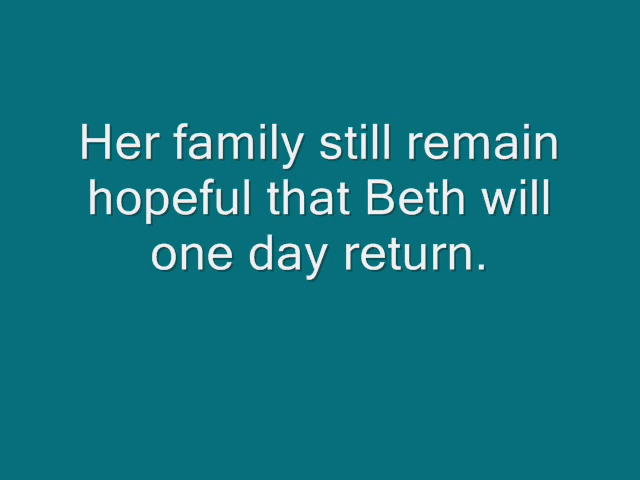 Her family still remain
hopeful that Beth will
one day return.